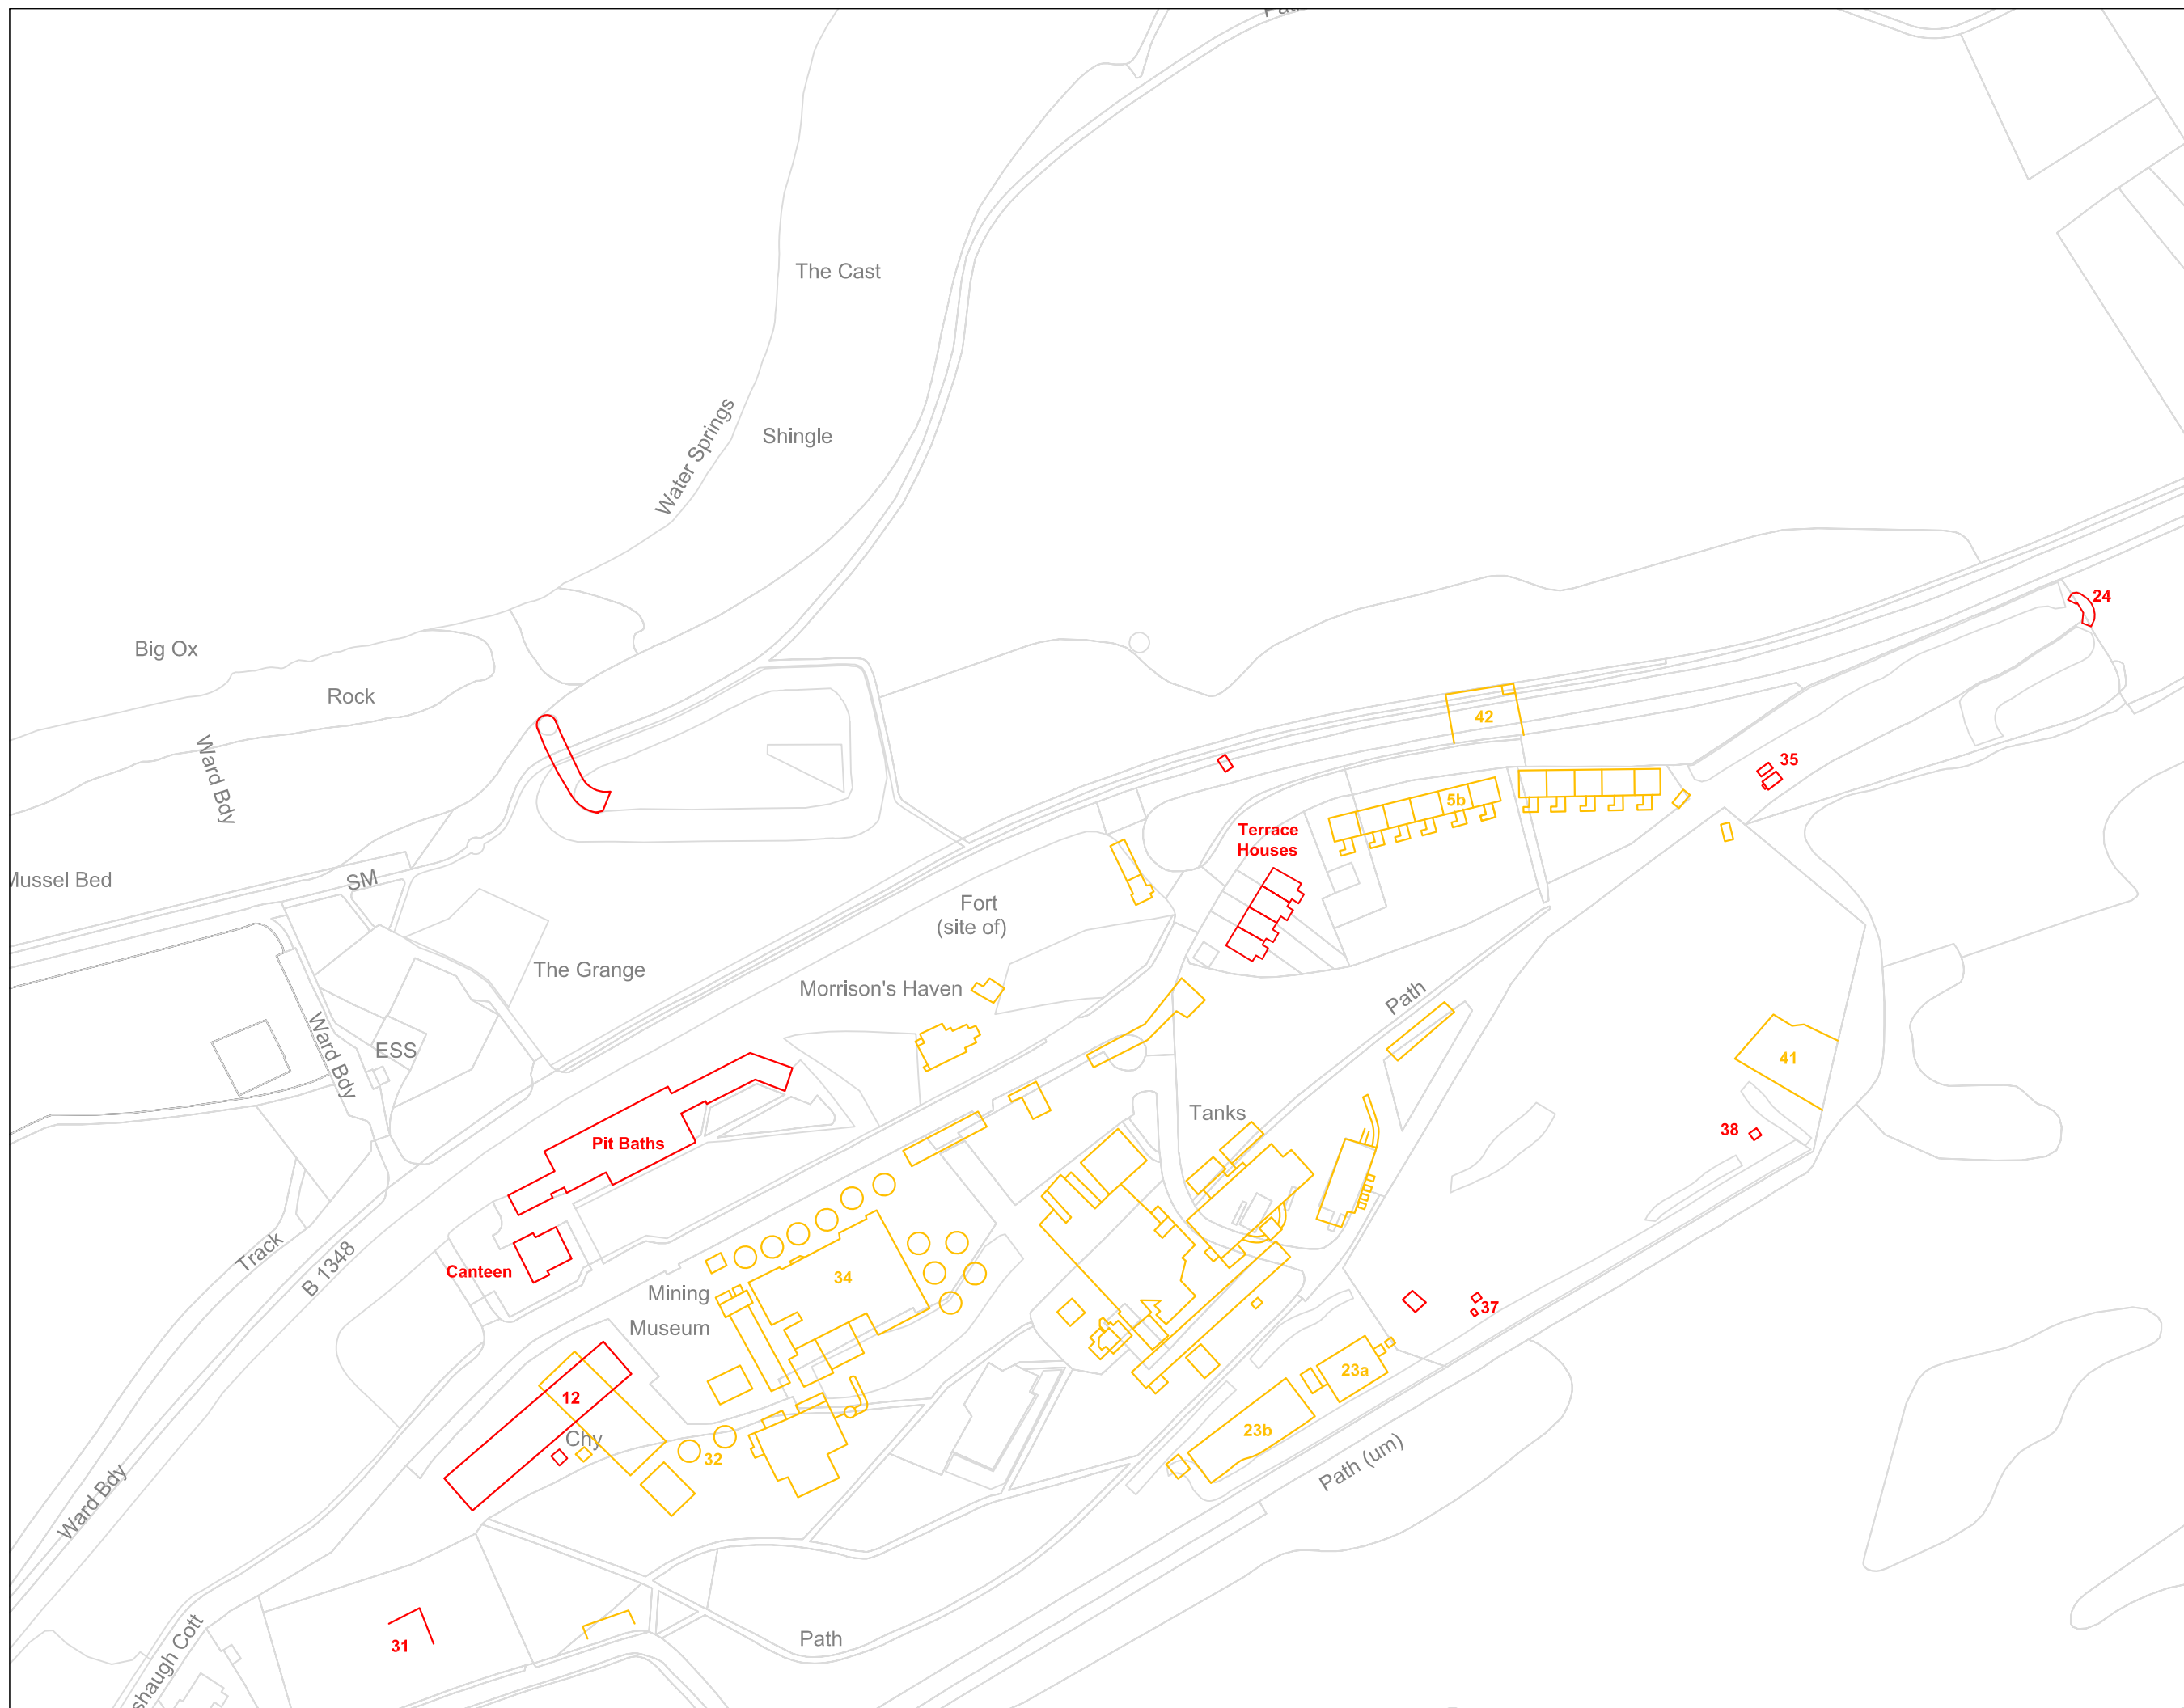 Path
The Cast
Water Springs
Shingle
24
Big Ox
Rock
42
Ward Bdy
35
5b
Terrace
Houses
Mussel Bed
SM
Fort
(site of)
The Grange
Morrison's Haven
Path
Ward Bdy
ESS
41
Tanks
38
Pit Baths
Track
B 1348
Canteen
34
Mining
Museum
37
23a
12
23b
Chy
32
Path (um)
Ward Bdy
shaugh Cott
31
Path